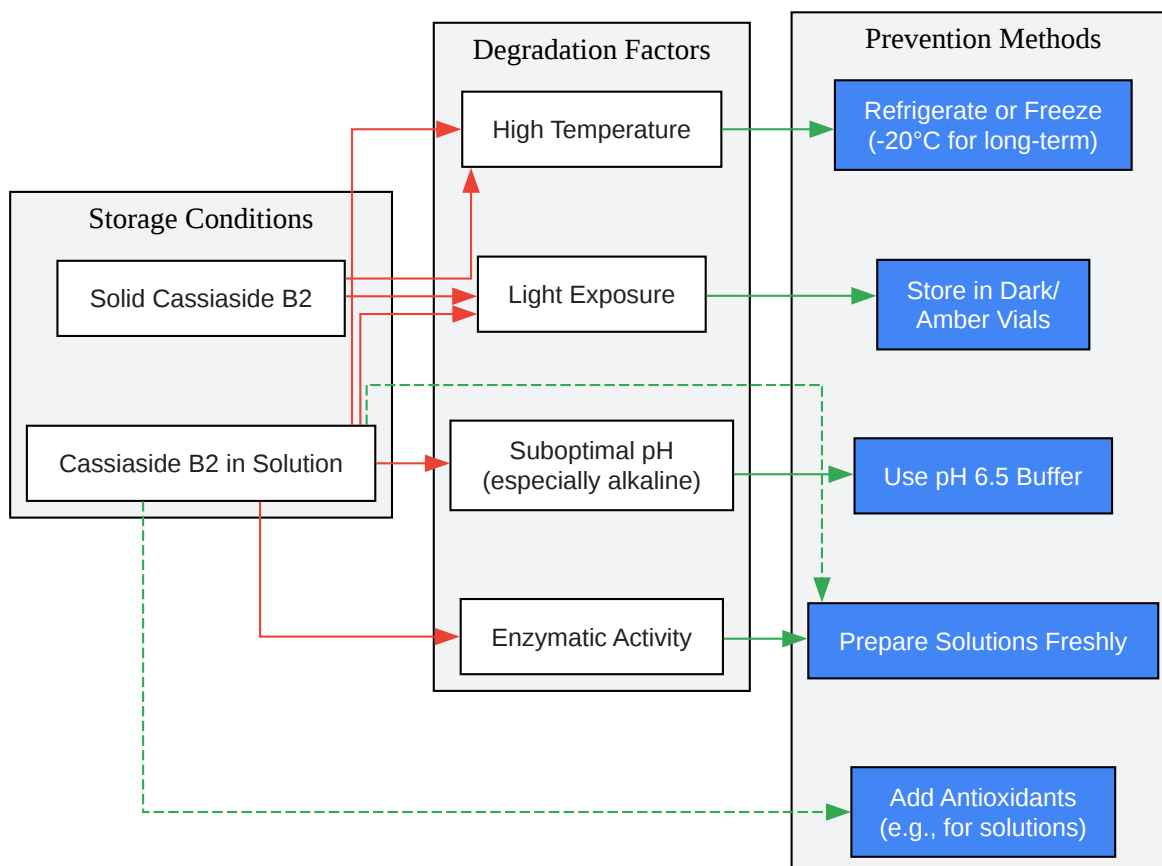 Storage Conditions
Solid Cassiaside B2
Cassiaside B2 in Solution
Degradation Factors
High Temperature
Light Exposure
Suboptimal pH
(especially alkaline)
Enzymatic Activity
Prevention Methods
Refrigerate or Freeze
(-20°C for long-term)
Store in Dark/
Amber Vials
Use pH 6.5 Buffer
Prepare Solutions Freshly
Add Antioxidants
(e.g., for solutions)